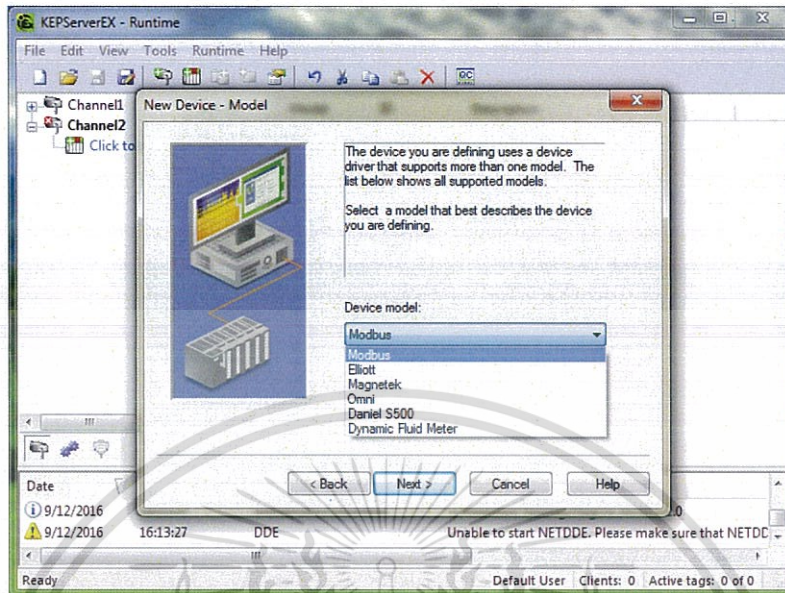 KEPServerEX - Runtime
File Edit View Tools Runtime Help
QC
Channel1
Channel2
Click to
New Device - Model
The device you are defining uses a device
driver that supports more than one model. The
list below shows all supported models.
Select a model that best describes the device
you are defining.
Device model:
Modbus
Modbus
Elliott
Magnetek
Omni
Daniel S500
Dynamic Fluid Meter
< Back Next > Cancel Help
Date
9/12/2016 .0
9/12/2016 16:13:27 DDE Unable to start NETDDE. Please make sure that NETDD
Ready Default User Clients: 0 Active tags: 0 of 0